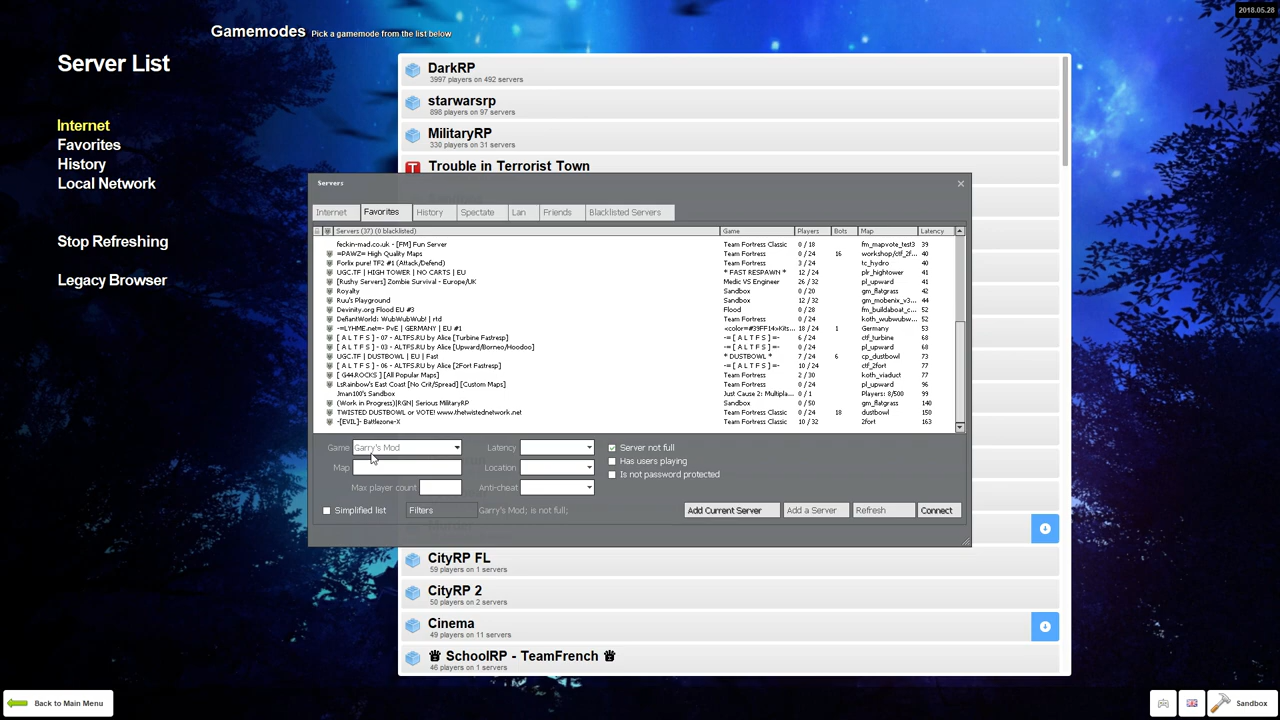 2018.05.28
Gamemodes Pick a gamemode from the list below
Server List
Internet
Favorites
History
Local Network
Stop Refreshing
Legacy Browser
DarkRP
3997 players on 492 servers
starwarsrp
898 players on 97 servers
MilitaryRP
330 players on 31 servers
Trouble in Terrorist Town
Servers
Internet Favorites History Spectate Lan Friends Blacklisted Servers
Servers (37) (0 blacklisted) Game Players Bots Map Latency
feckin-mad.co.uk - [FM] Fun Server Team Fortress Classic 0 / 18 fm_mapvote_test3 39
=PAWZ= High Quality Maps Team Fortress Classic 0 / 24 16 workshop/ctf_2f... 40
Forlix pure! TF2 #1 (Attack/Defend) Team Fortress 3 / 24 tc_hydro 40
UGC.TF | HIGH TOWER | NO CARTS | EU * FAST RESPAWN * 12 / 24 plr_hightower 41
[Rushy Servers] Zombie Survival - Europe/UK Medic VS Engineer 26 / 32 pl_upward 41
Royalty Sandbox 0 / 20 gm_flatgrass 42
Ruu's Playground Sandbox 12 / 32 gm_mobenix_v3... 44
Devinity.org Flood EU #3 Flood 0 / 28 fm_buildaboat_c... 52
Defian!World: WubWubWub! | rtd Team Fortress 0 / 24 koth_wubwubw... 52
-=LYHME.net=- PvE | GERMANY | EU #1 <color=#39FF14>Kits... 18 / 24 1 Germany 53
[ A L T F S ] - 07 - ALTFS.RU by Alice [Turbine Fastresp] -= [ A L T F S ] =- 6 / 24 ctf_turbine 68
[ A L T F S ] - 03 - ALTFS.RU by Alice [Upward/Borneo/Hoodoo] -= [ A L T F S ] =- 0 / 24 pl_upward 68
UGC.TF | DUSTBOWL | EU | Fast * DUSTBOWL * 7 / 24 6 cp_dustbowl 73
[ A L T F S ] - 06 - ALTFS.RU by Alice [2Fort Fastresp] -= [ A L T F S ] =- 10 / 24 ctf_2fort 77
[ G44.ROCKS ] [All Popular Maps] Team Fortress 2 / 30 koth_viaduct 77
LsRainbow's East Coast [No Crit/Spread] [Custom Maps] Team Fortress 0 / 24 pl_upward 96
Jman100's Sandbox Just Cause 2: Multipla... 0 / 1 Players: 8/500 99
(Work in Progress)|RGN| Serious MilitaryRP Sandbox 0 / 50 gm_flatgrass 140
TWISTED DUSTBOWL or VOTE! www.thetwistednetwork.net Team Fortress Classic 0 / 24 18 dustbowl 150
-[EVIL]- Battlezone-X Team Fortress Classic 0 / 32 2fort 163
Game Garry's Mod Latency Server not full
Map Location Has users playing
Is not password protected
Max player count Anti-cheat
Simplified list Filters Garry's Mod; is not full; Add Current Server Add a Server Refresh Connect
CityRP FL
59 players on 1 servers
CityRP 2
50 players on 2 servers
Cinema
49 players on 11 servers
SchoolRP - TeamFrench
46 players on 1 servers
Back to Main Menu
Sandbox